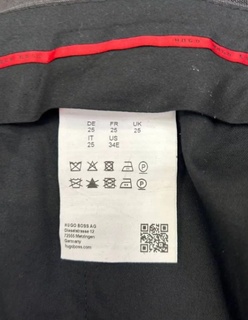 DE FR UK
25 25 25
IT US
25 34E
HUGO BOSS AG
Dieselstrasse 12
72555 Metzingen
Germany
hugoboss.com